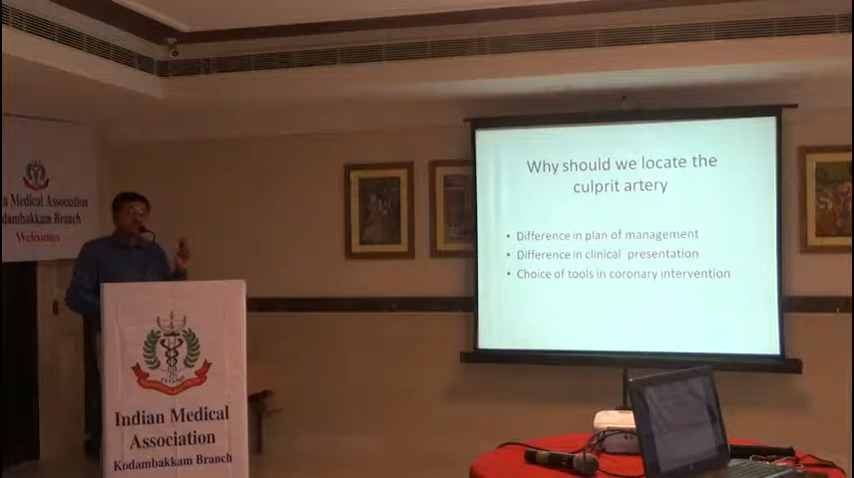 n Medical Association
dambakkam Branch
Welcomes
Why should we locate the
culprit artery
• Difference in plan of management
• Difference in clinical presentation
• Choice of tools in coronary intervention
Indian Medical
Association
Kodambakkam Branch